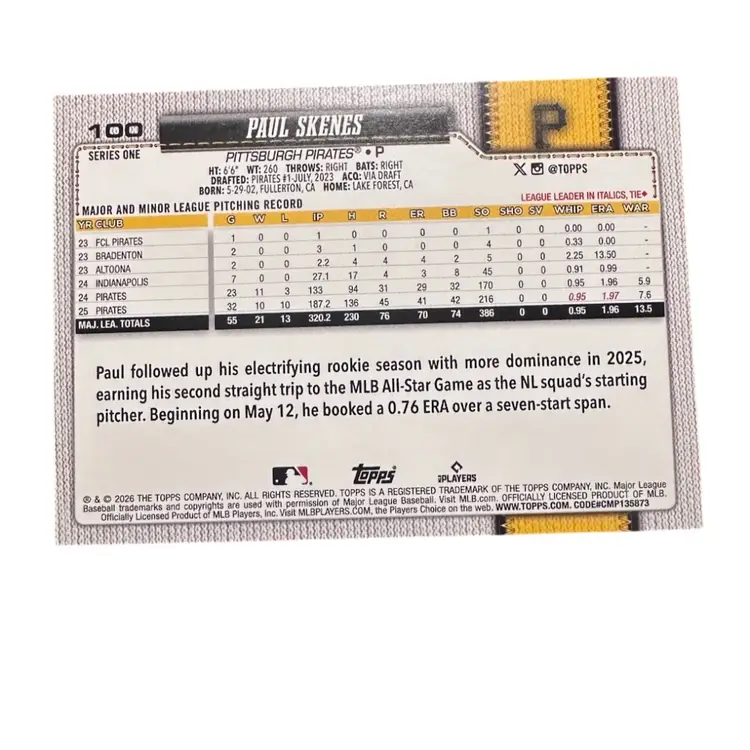 100
PAUL SKENES
P
SERIES ONE
PITTSBURGH PIRATES® • P
HT: 6'6" WT: 260 THROWS: RIGHT BATS: RIGHT
DRAFTED: PIRATES #1-JULY, 2023 ACQ: VIA DRAFT
BORN: 5-29-02, FULLERTON, CA HOME: LAKE FOREST, CA
X @TOPPS
MAJOR AND MINOR LEAGUE PITCHING RECORD
LEAGUE LEADER IN ITALICS, TIE♦
YR CLUB G W L IP H R ER BB SO SHO SV WHIP ERA WAR
23 FCL PIRATES 1 0 0 1 0 0 0 0 1 0 0 0.00 0.00 -
23 BRADENTON 2 0 0 3 1 0 0 0 4 0 0 0.33 0.00 -
23 ALTOONA 2 0 0 2.2 4 4 4 2 5 0 0 2.25 13.50 -
24 INDIANAPOLIS 7 0 0 27.1 17 4 3 8 45 0 0 0.91 0.99 -
24 PIRATES 23 11 3 133 94 31 29 32 170 0 0 0.95 1.96 5.9
25 PIRATES 32 10 10 187.2 136 45 41 42 216 0 0 0.95 1.97 7.6
MAJ. LEA. TOTALS 55 21 13 320.2 230 76 70 74 386 0 0 0.95 1.96 13.5
Paul followed up his electrifying rookie season with more dominance in 2025,
earning his second straight trip to the MLB All-Star Game as the NL squad's starting
pitcher. Beginning on May 12, he booked a 0.76 ERA over a seven-start span.
Topps
PLAYERS
® & © 2026 THE TOPPS COMPANY, INC. ALL RIGHTS RESERVED. TOPPS IS A REGISTERED TRADEMARK OF THE TOPPS COMPANY, INC. Major League
Baseball trademarks and copyrights are used with permission of Major League Baseball. Visit MLB.com. OFFICIALLY LICENSED PRODUCT OF MLB.
Officially Licensed Product of MLB Players, Inc. Visit MLBPLAYERS.COM, the Players Choice on the web. WWW.TOPPS.COM. CODE#CMP135873